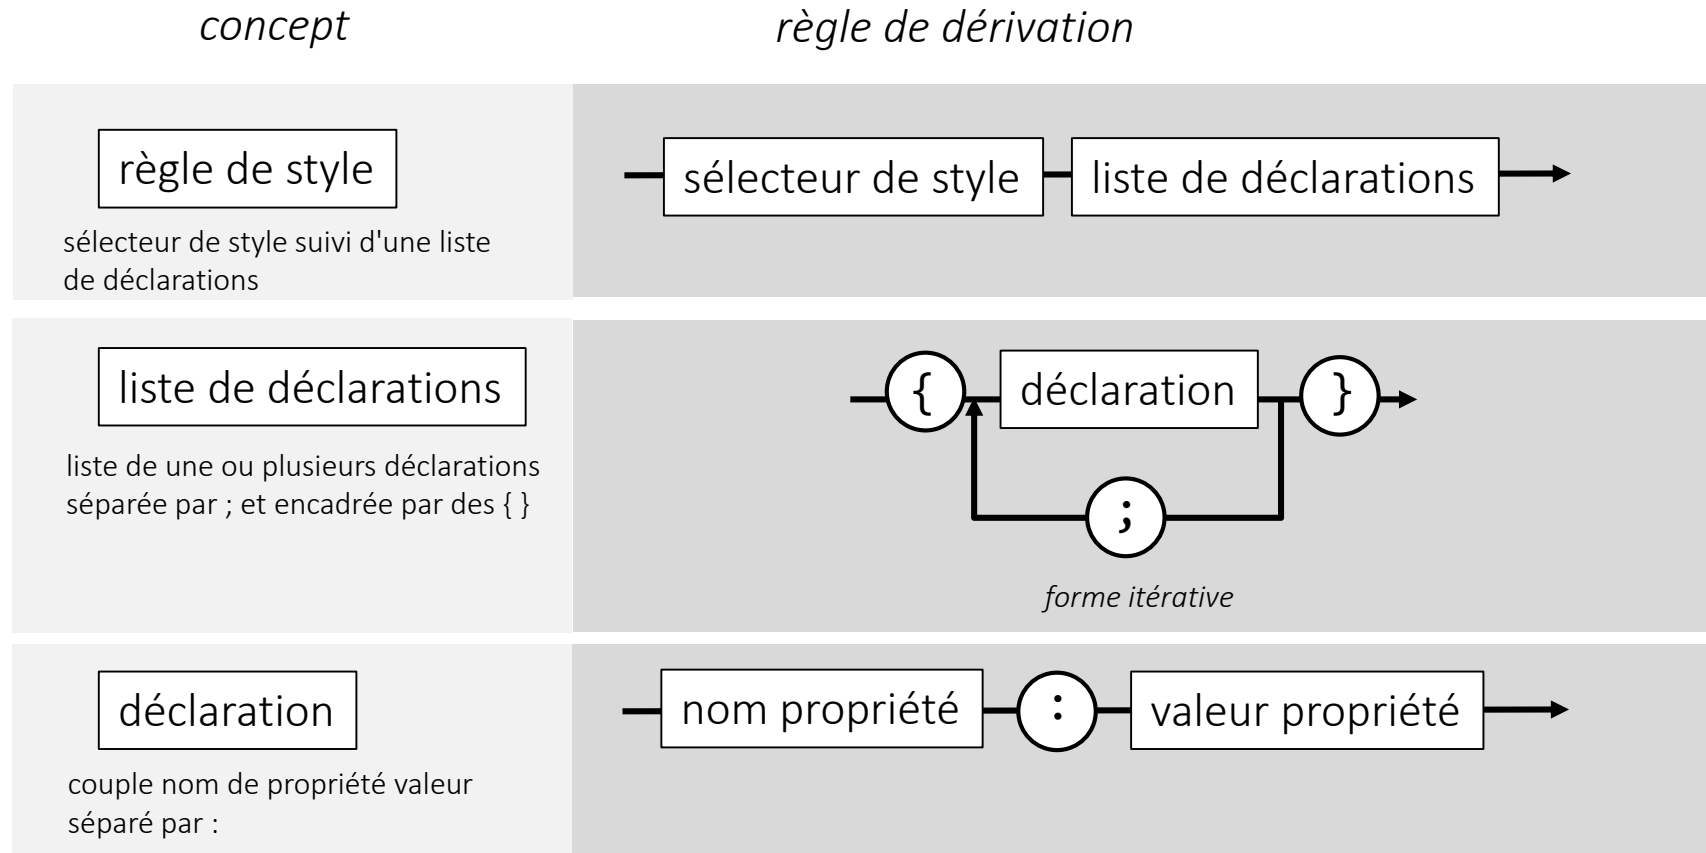 concept
règle de dérivation
règle de style
sélecteur de style suivi d'une liste
de déclarations
sélecteur de style
liste de déclarations
liste de déclarations
liste de une ou plusieurs déclarations
séparée par ; et encadrée par des { }
{
déclaration
}
;
forme itérative
déclaration
couple nom de propriété valeur
séparé par :
nom propriété
:
valeur propriété